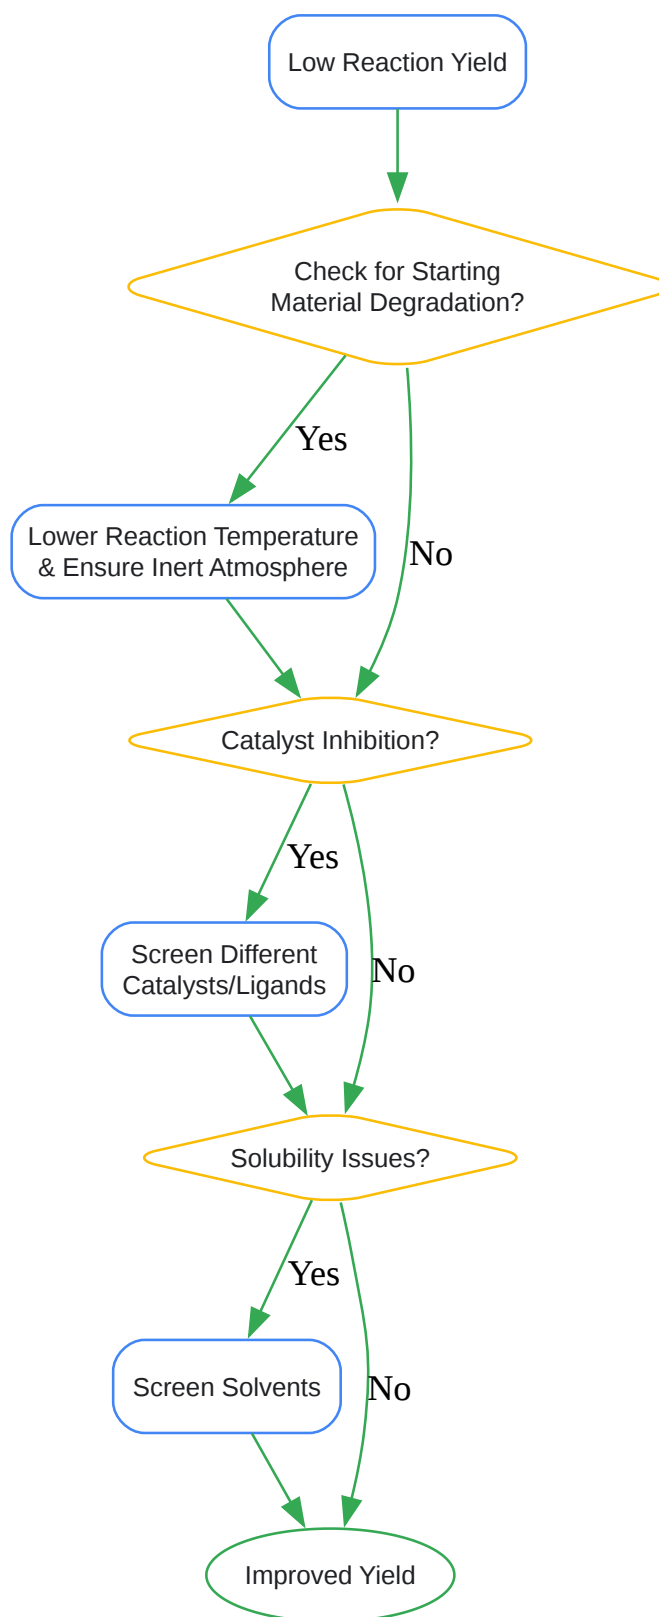 Low Reaction Yield
Check for Starting
Material Degradation?
Yes
Lower Reaction Temperature
& Ensure Inert Atmosphere
No
Catalyst Inhibition?
Yes
Screen Different
Catalysts/Ligands
No
Solubility Issues?
Yes
Screen Solvents
No
Improved Yield